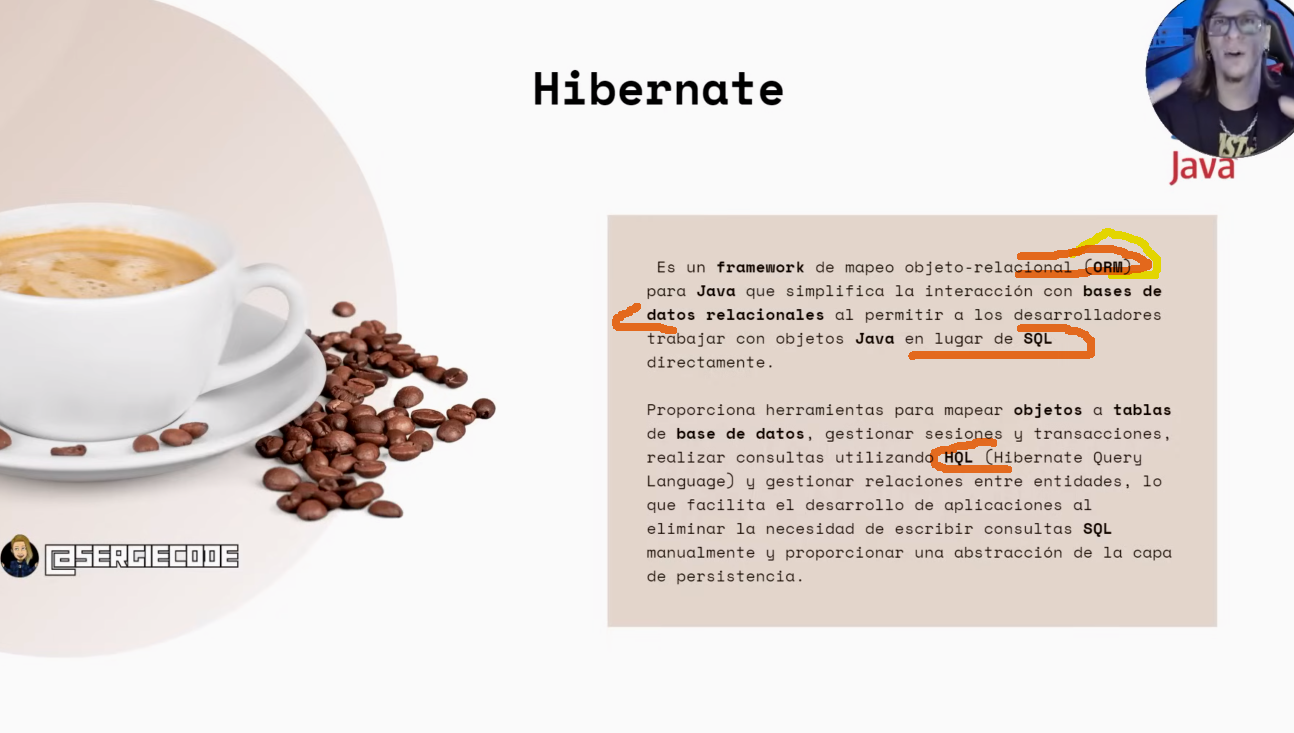 Hibernate
Java
Es un framework de mapeo objeto-relacional (ORM)
para Java que simplifica la interacción con bases de
datos relacionales al permitir a los desarrolladores
trabajar con objetos Java en lugar de SQL
directamente.
Proporciona herramientas para mapear objetos a tablas
de base de datos, gestionar sesiones y transacciones,
realizar consultas utilizando HQL (Hibernate Query
Language) y gestionar relaciones entre entidades, lo
que facilita el desarrollo de aplicaciones al
eliminar la necesidad de escribir consultas SQL
manualmente y proporcionar una abstracción de la capa
de persistencia.
@SERGIECODE